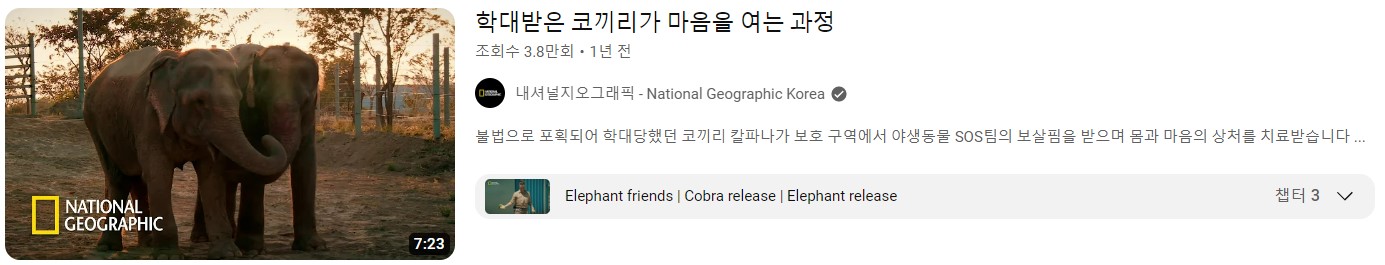 학대받은 코끼리가 마음을 여는 과정
조회수 3.8만회 • 1년 전
내셔널지오그래픽 - National Geographic Korea
불법으로 포획되어 학대당했던 코끼리 칼파나가 보호 구역에서 야생동물 SOS팀의 보살핌을 받으며 몸과 마음의 상처를 치료받습니다 ...
Elephant friends | Cobra release | Elephant release
챕터 3
NATIONAL
GEOGRAPHIC
7:23